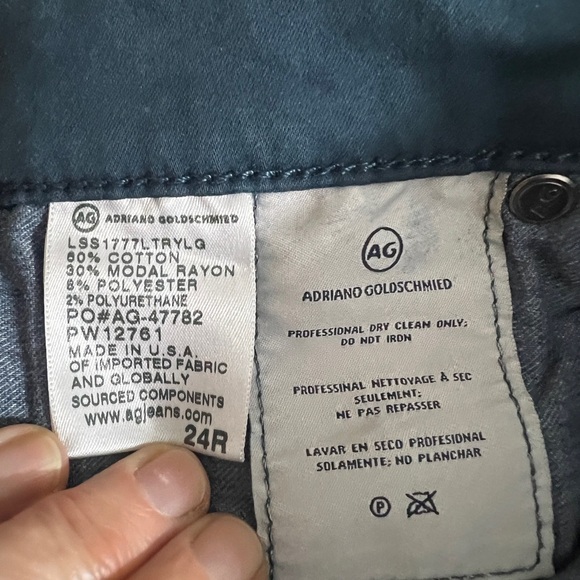 AG ADRIANO GOLDSCHMIED
LSS1777LTRYLG
60% COTTON
30% MODAL RAYON
8% POLYESTER
2% POLYURETHANE
PO#AG-47782
PW12761
MADE IN U.S.A.
OF IMPORTED FABRIC
AND GLOBALLY
SOURCED COMPONENTS
www.agjeans.com
24R
AG
ADRIANO GOLDSCHMIED
PROFESSIONAL DRY CLEAN ONLY;
DO NOT IRON
PROFESSINAL NETTOYAGE À SEC
SEULEMENT;
NE PAS REPASSER
LAVAR EN SECO PROFESIONAL
SOLAMENTE; NO PLANCHAR
P